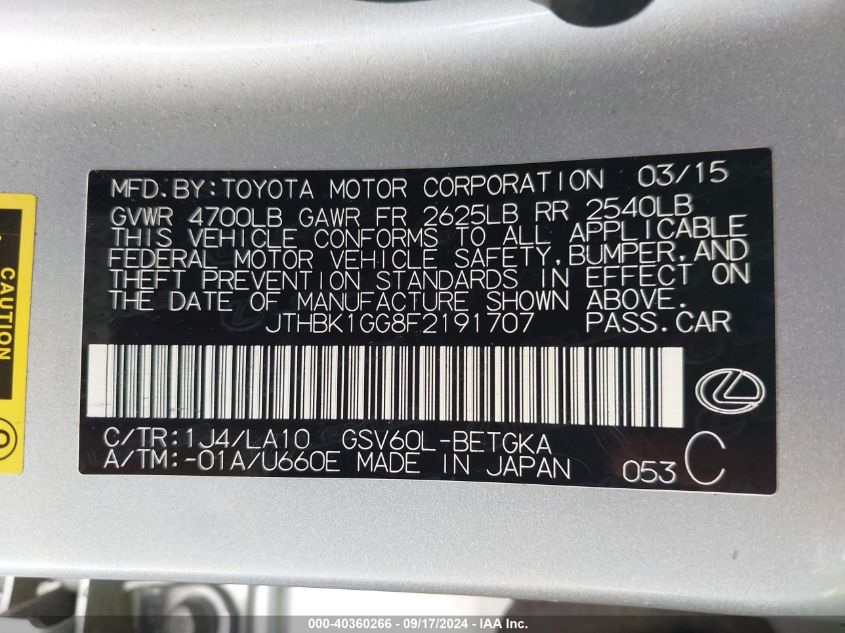 MFD.BY:TOYOTA MOTOR CORPORATION 03/15
GVWR 4700LB GAWR FR 2625LB RR 2540LB
THIS VEHICLE CONFORMS TO ALL APPLICABLE
FEDERAL MOTOR VEHICLE SAFETY,BUMPER,AND
THEFT PREVENTION STANDARDS IN EFFECT ON
THE DATE OF MANUFACTURE SHOWN ABOVE.
JTHBK1GG8F2191707 PASS.CAR
C/TR:1J4/LA10 GSV60L-BETGKA
A/TM:-01A/U660E MADE IN JAPAN 053 C
CAUTION
000-40360266 - 09/17/2024 - IAA Inc.